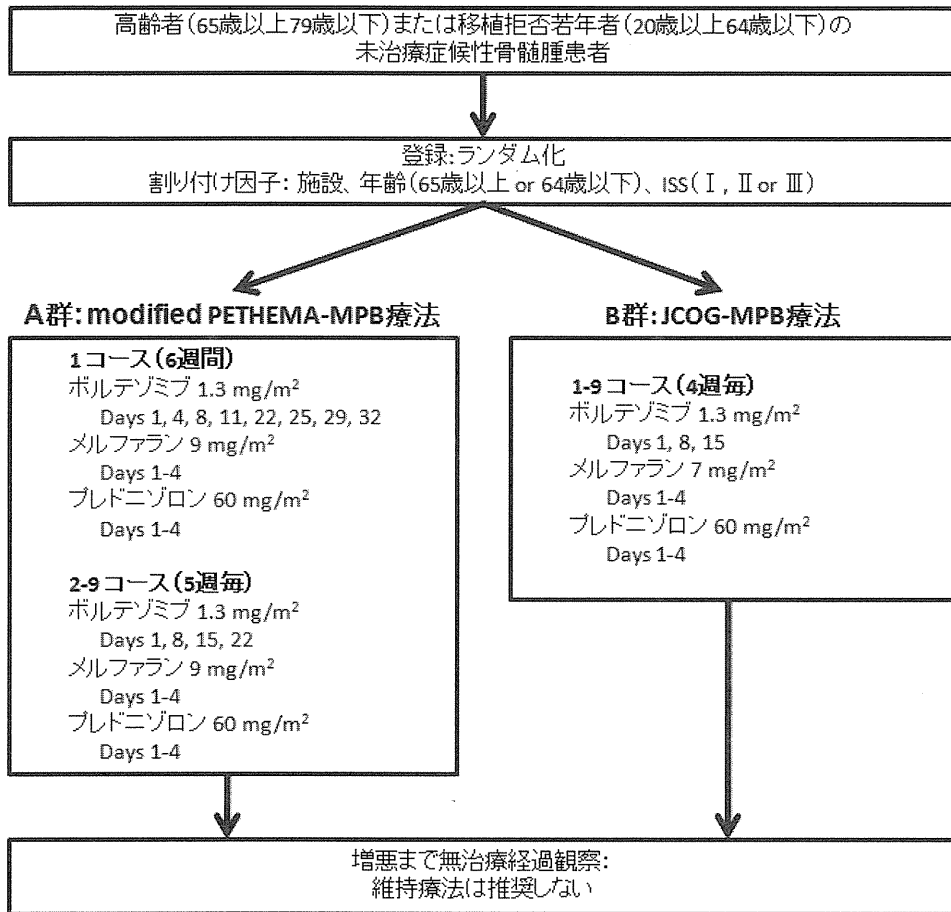 高齢者(65歳以上79歳以下)または移植拒否若年者(20歳以上64歳以下)の
未治療症候性骨髄腫患者
登録:ランダム化
割り付け因子: 施設、年齢(65歳以上 or 64歳以下)、ISS(Ⅰ, Ⅱ or Ⅲ)
A群: modified PETHEMA-MPB療法
1コース(6週間)
ボルテゾミブ 1.3 mg/m²
Days 1, 4, 8, 11, 22, 25, 29, 32
メルファラン 9 mg/m²
Days 1-4
プレドニゾロン 60 mg/m²
Days 1-4
2-9コース(5週毎)
ボルテゾミブ 1.3 mg/m²
Days 1, 8, 15, 22
メルファラン 9 mg/m²
Days 1-4
プレドニゾロン 60 mg/m²
Days 1-4
B群: JCOG-MPB療法
1-9コース(4週毎)
ボルテゾミブ 1.3 mg/m²
Days 1, 8, 15
メルファラン 7 mg/m²
Days 1-4
プレドニゾロン 60 mg/m²
Days 1-4
増悪まで無治療経過観察:
維持療法は推奨しない